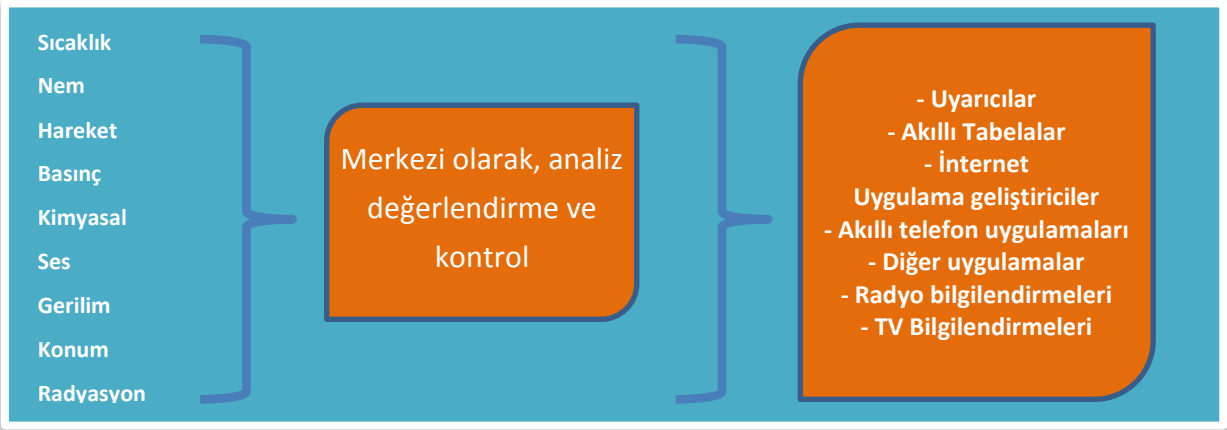 Sıcaklık
Nem
Hareket
Basınç
Kimyasal
Ses
Gerilim
Konum
Radyasyon
Merkezi olarak, analiz
değerlendirme ve
kontrol
- Uyarıcılar
- Akıllı Tabelalar
- İnternet
Uygulama geliştiriciler
- Akıllı telefon uygulamaları
- Diğer uygulamalar
- Radyo bilgilendirmeleri
- TV Bilgilendirmeleri